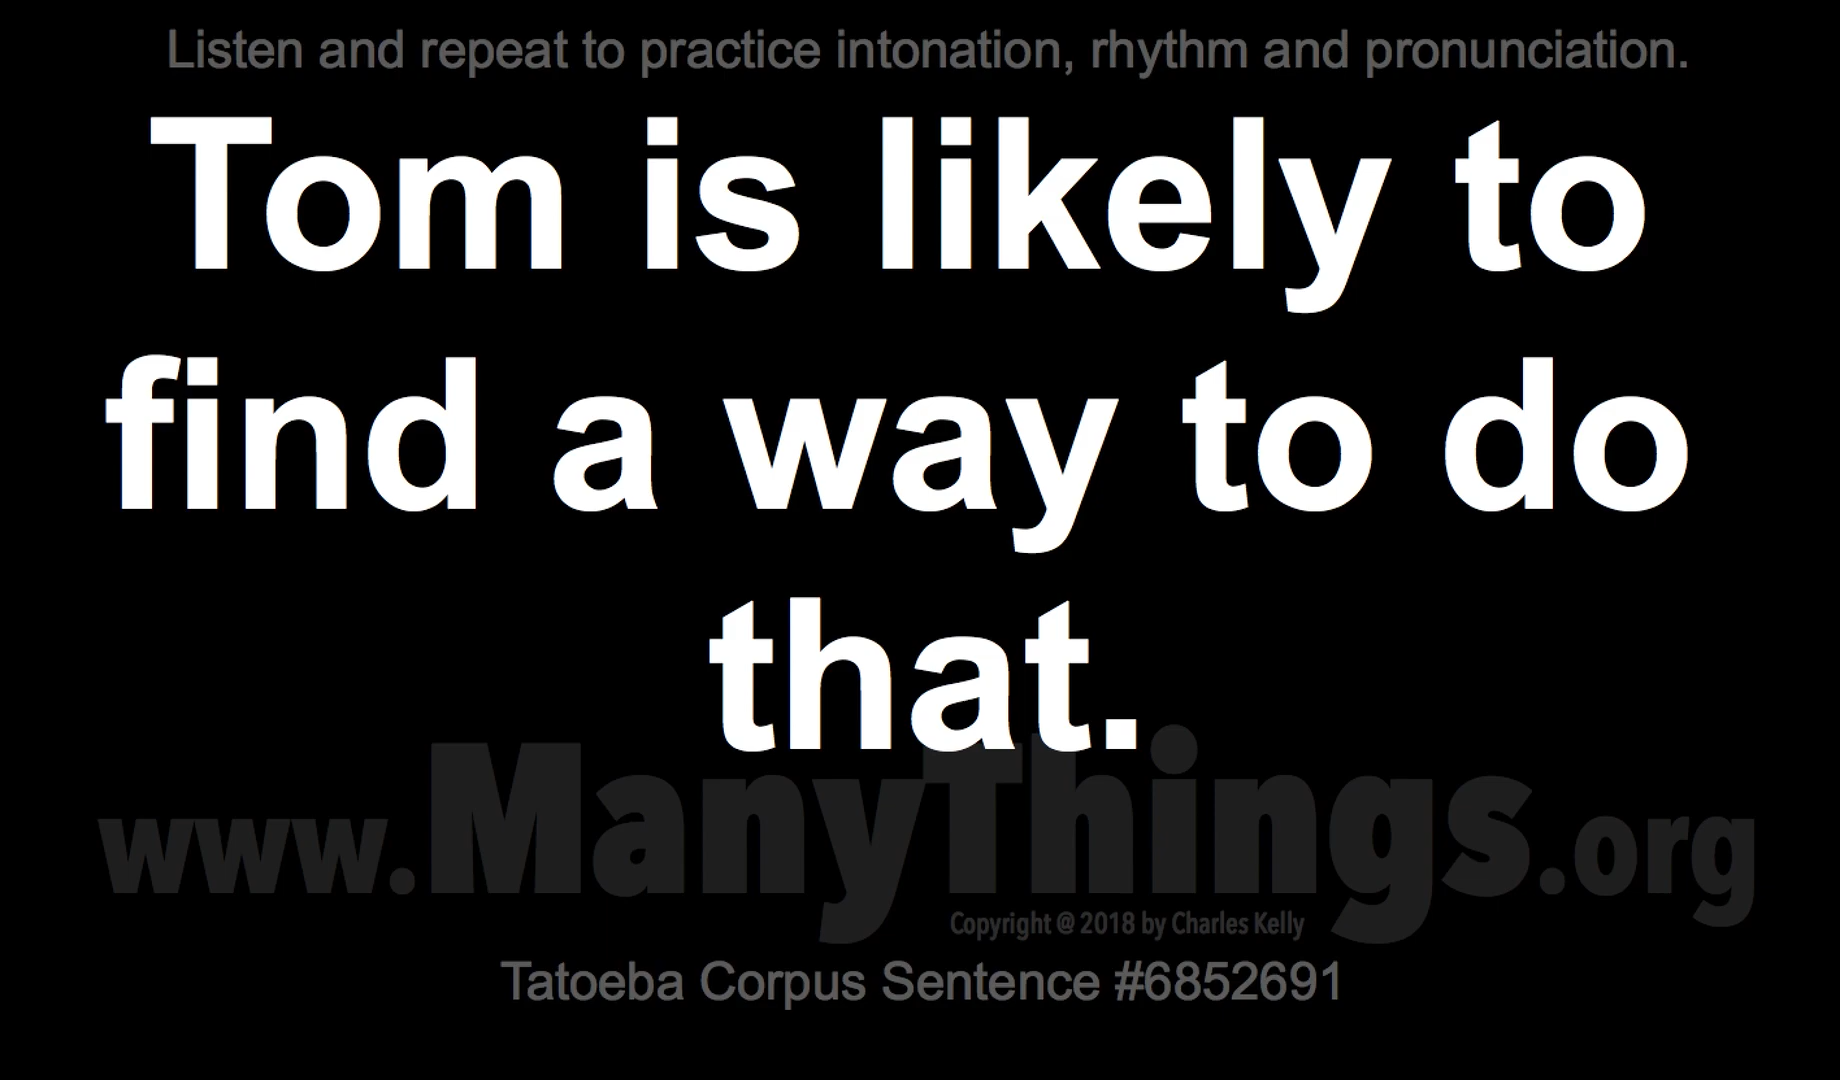 Listen and repeat to practice intonation, rhythm and pronunciation.
Tom is likely to
find a way to do
that.
www.ManyThings.org
Copyright @ 2018 by Charles Kelly
Tatoeba Corpus Sentence #6852691